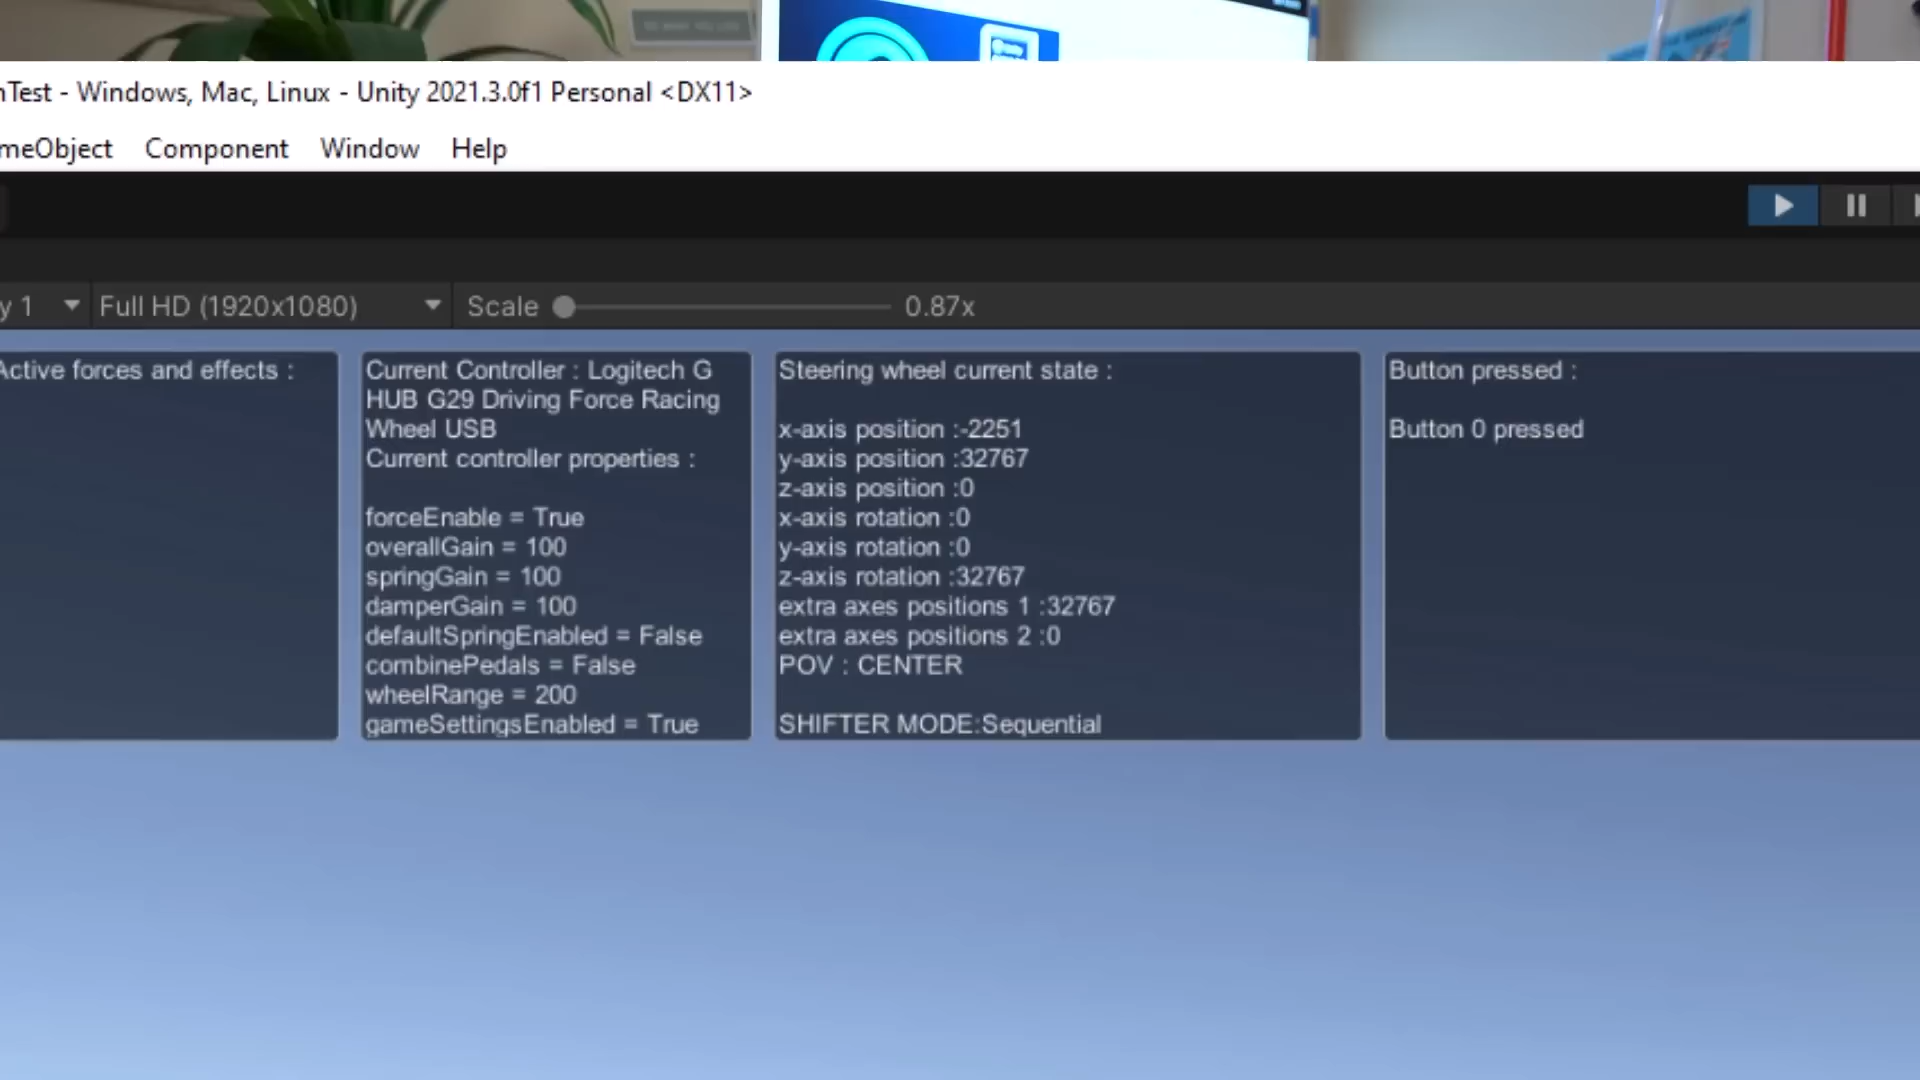 nTest - Windows, Mac, Linux - Unity 2021.3.0f1 Personal <DX11>
meObject Component Window Help
y 1 Full HD (1920x1080) Scale 0.87x
Active forces and effects :
Current Controller : Logitech G
HUB G29 Driving Force Racing
Wheel USB
Current controller properties :
forceEnable = True
overallGain = 100
springGain = 100
damperGain = 100
defaultSpringEnabled = False
combinePedals = False
wheelRange = 200
gameSettingsEnabled = True
Steering wheel current state :
x-axis position :-2251
y-axis position :32767
z-axis position :0
x-axis rotation :0
y-axis rotation :0
z-axis rotation :32767
extra axes positions 1 :32767
extra axes positions 2 :0
POV : CENTER
SHIFTER MODE:Sequential
Button pressed :
Button 0 pressed